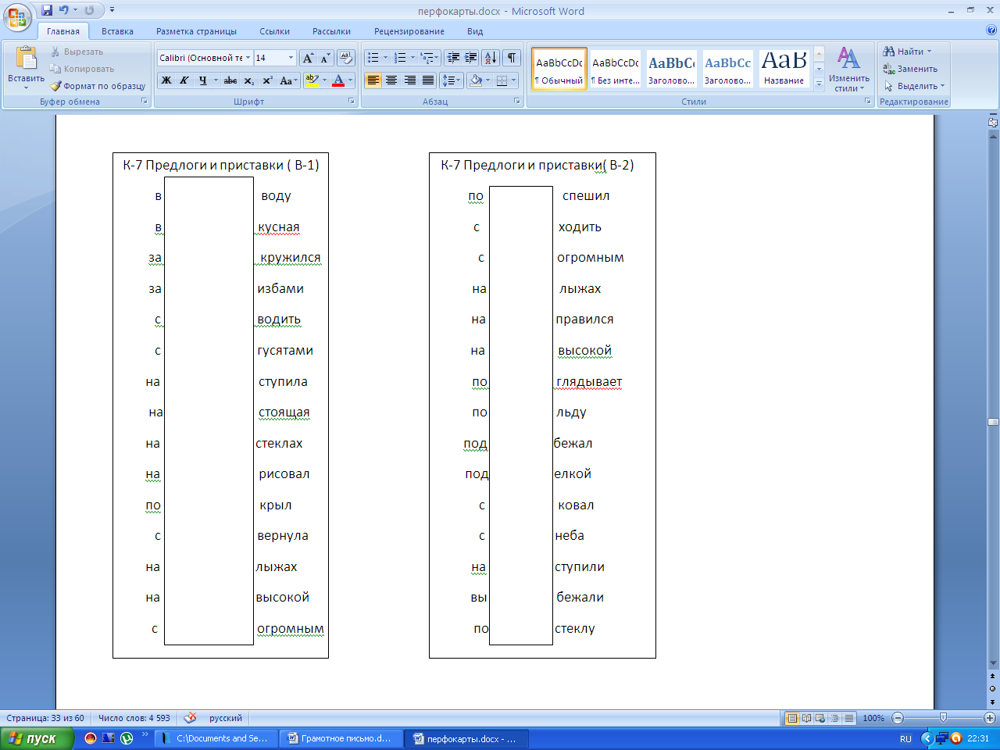 перфокарты.docx - Microsoft Word
Главная Вставка Разметка страницы Ссылки Рассылки Рецензирование Вид
Вставить
Вырезать
Копировать
Формат по образцу
Буфер обмена
Calibri (Основной те 14
Ж К Ч abc x₂ x² Aa
Шрифт
Абзац
AaBbCcDc AaBbCcDc AaBbCc AaBbCc AaB
¶ Обычный ¶ Без инте... Заголово... Заголово... Название
Изменить стили
Стили
Найти
Заменить
Выделить
Редактирование
К-7 Предлоги и приставки ( В-1)
в воду
в кусная
за кружился
за избами
с водить
с гусятами
на ступила
на стоящая
на стеклах
на рисовал
по крыл
с вернула
на лыжах
на высокой
с огромным
К-7 Предлоги и приставки( В-2)
по спешил
с ходить
с огромным
на лыжах
на правился
на высокой
по глядывает
по льду
под бежал
под елкой
с ковал
с неба
на ступили
вы бежали
по стеклу
Страница: 33 из 60 Число слов: 4 593 русский 100%
пуск C:\Documents and Se... Грамотное письмо.d... перфокарты.docx - ... RU 22:31